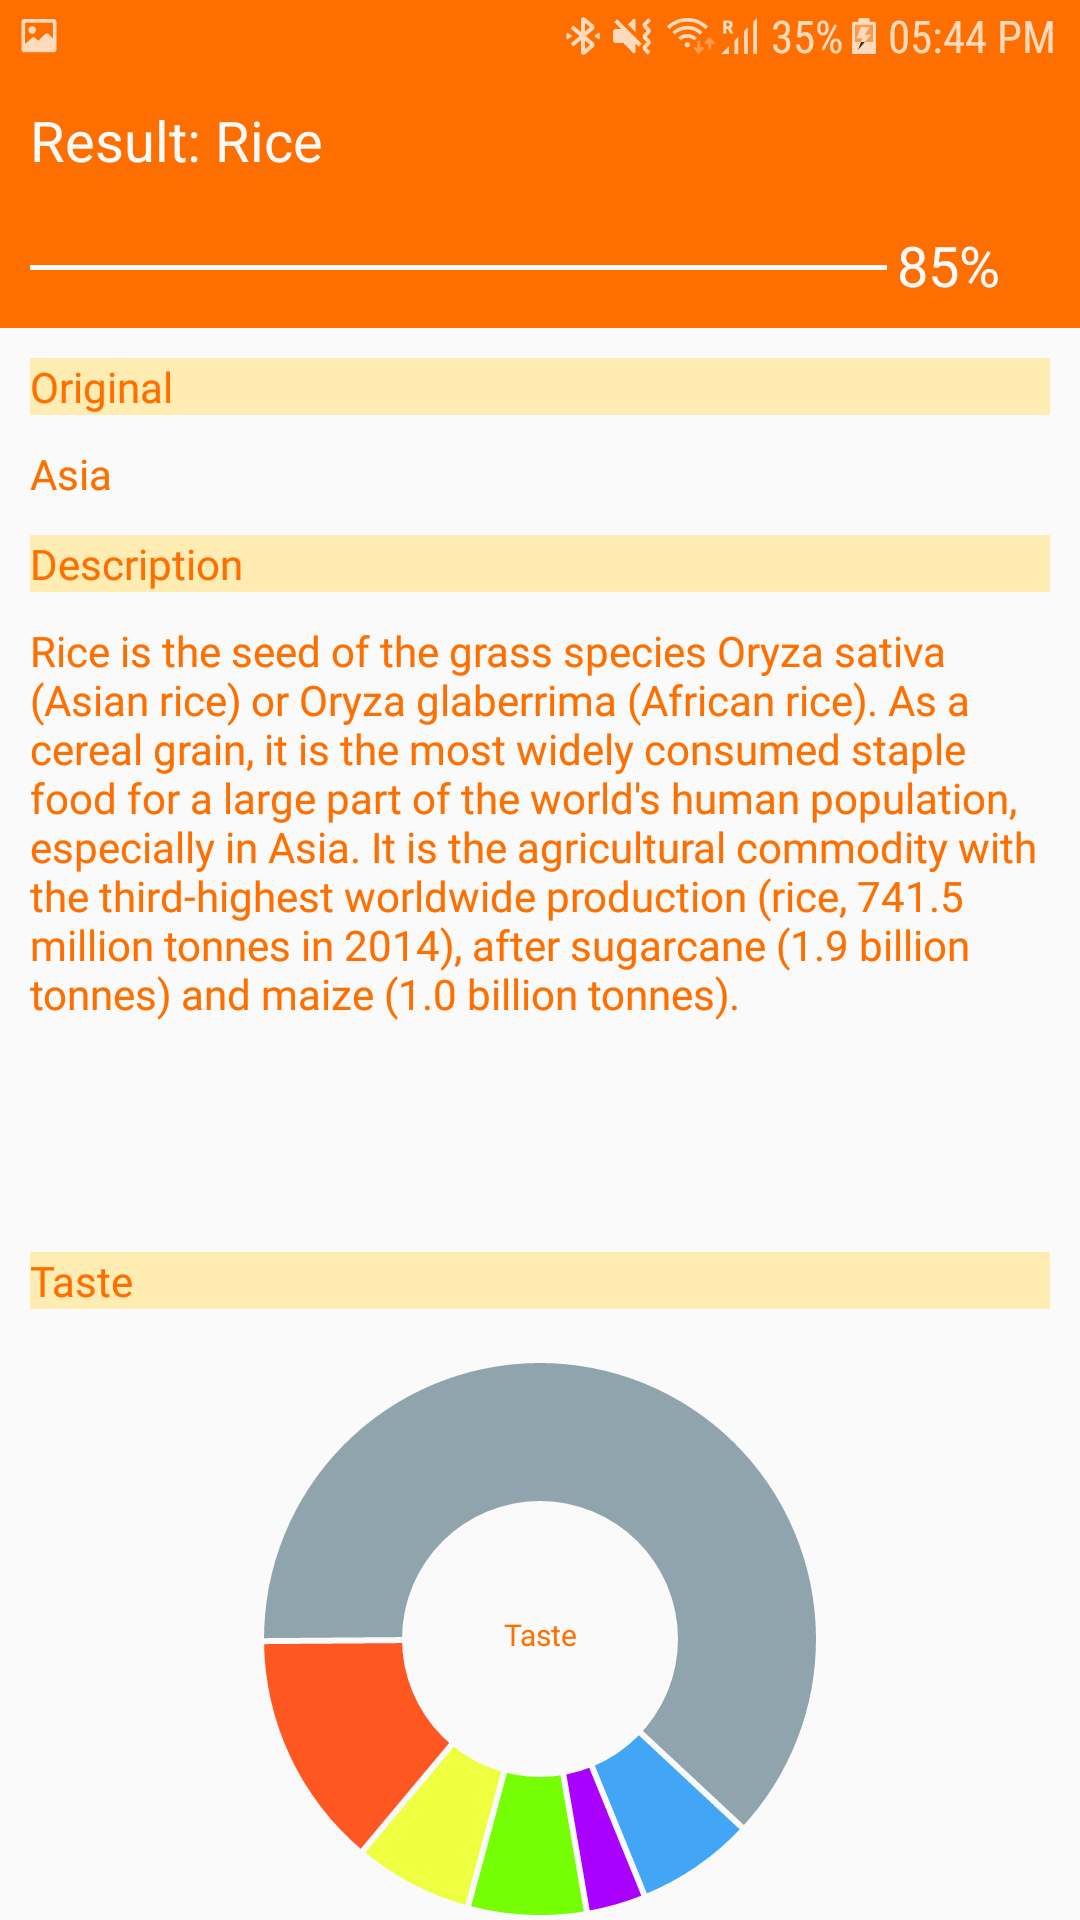 35% 05:44 PM
Result: Rice
85%
Original
Asia
Description
Rice is the seed of the grass species Oryza sativa
(Asian rice) or Oryza glaberrima (African rice). As a
cereal grain, it is the most widely consumed staple
food for a large part of the world's human population,
especially in Asia. It is the agricultural commodity with
the third-highest worldwide production (rice, 741.5
million tonnes in 2014), after sugarcane (1.9 billion
tonnes) and maize (1.0 billion tonnes).
Taste
Taste